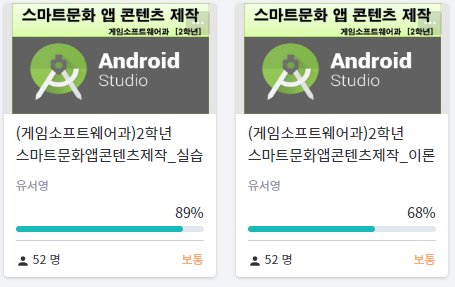 스마트문화 앱 콘텐츠 제작
게임소프트웨어과 [2학년]
Android
Studio
(게임소프트웨어과)2학년
스마트문화앱콘텐츠제작_실습
유서영
89%
52 명
보통
스마트문화 앱 콘텐츠 제작
게임소프트웨어과 [2학년]
Android
Studio
(게임소프트웨어과)2학년
스마트문화앱콘텐츠제작_이론
유서영
68%
52 명
보통